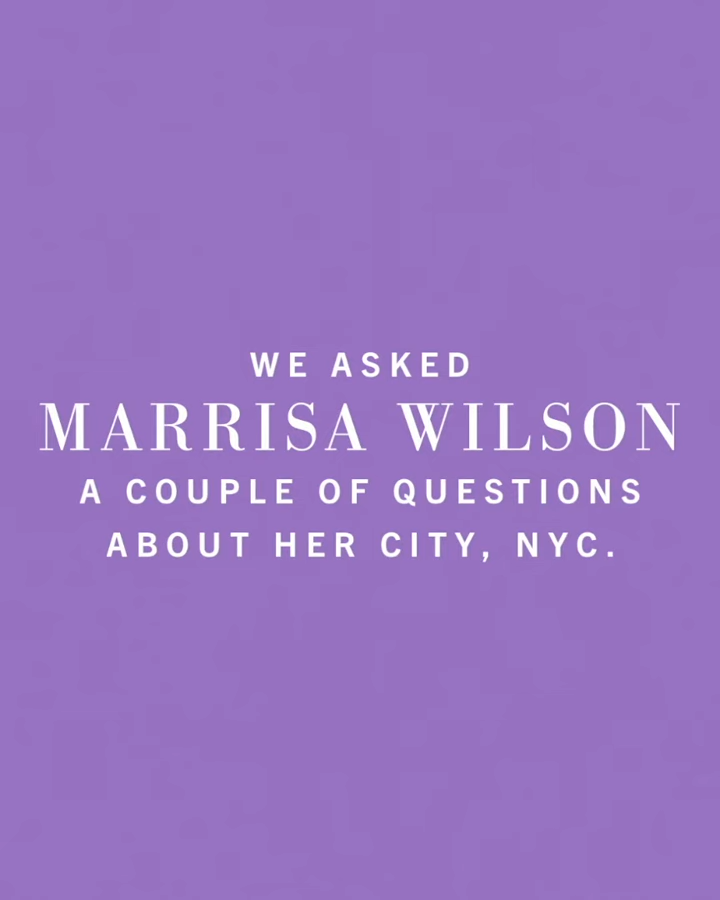 WE ASKED
MARRISA WILSON
A COUPLE OF QUESTIONS
ABOUT HER CITY, NYC.